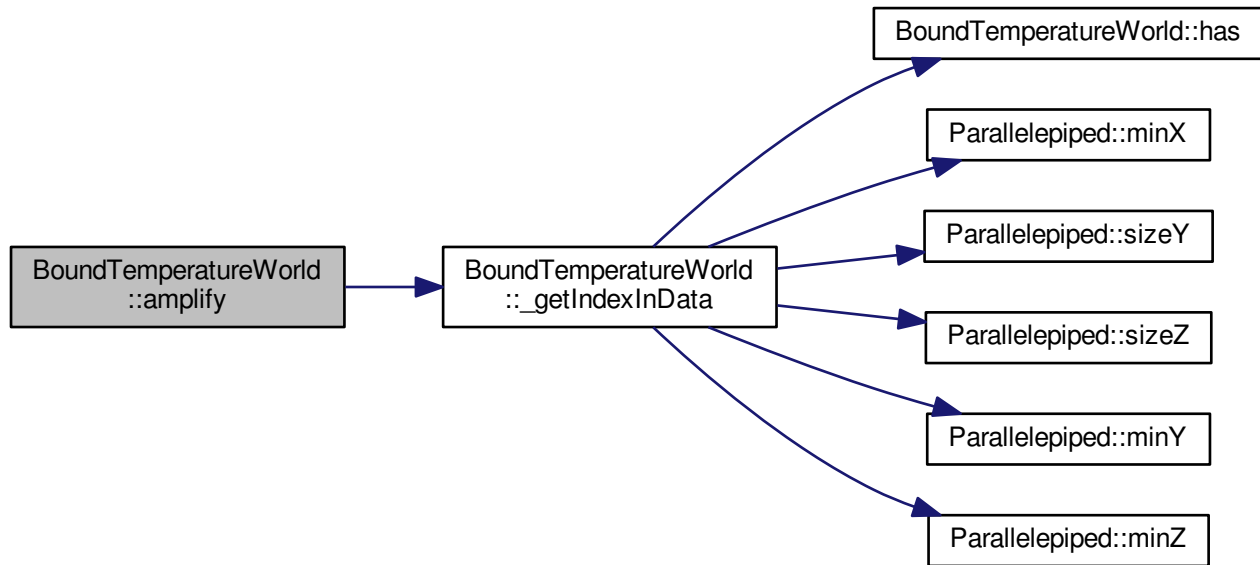 BoundTemperatureWorld
::amplify
BoundTemperatureWorld
::_getIndexInData
BoundTemperatureWorld::has
Parallelepiped::minX
Parallelepiped::sizeY
Parallelepiped::sizeZ
Parallelepiped::minY
Parallelepiped::minZ